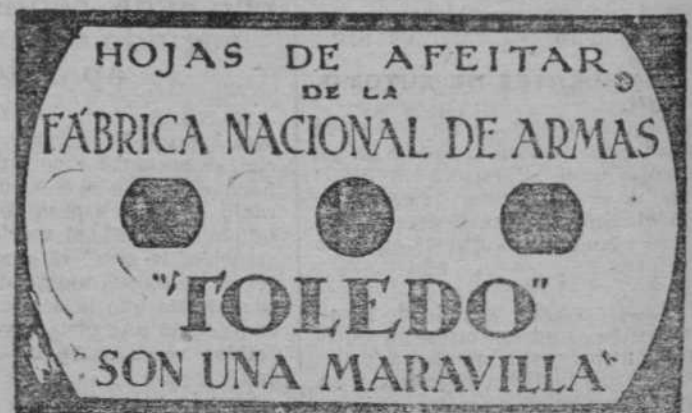 HOJAS DE AFEITAR
DE LA
FÁBRICA NACIONAL DE ARMAS
"TOLEDO"
"SON UNA MARAVILLA"